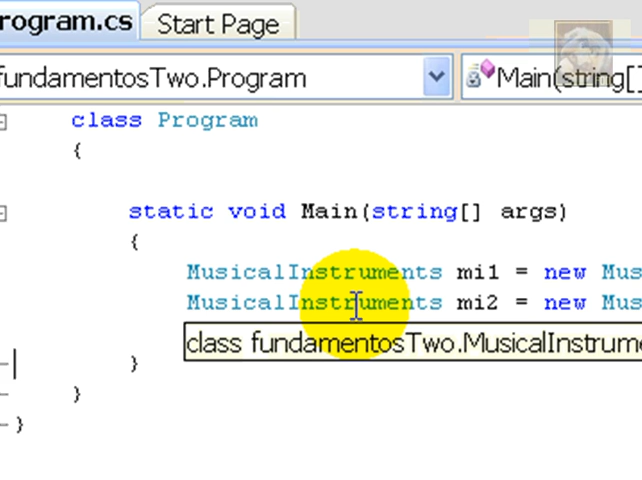 rogram.cs Start Page
fundamentosTwo.Program Main(string[]
class Program
{
static void Main(string[] args)
{
MusicalInstruments mi1 = new Mus
MusicalInstruments mi2 = new Mus
class fundamentosTwo.MusicalInstrume
}
}
}